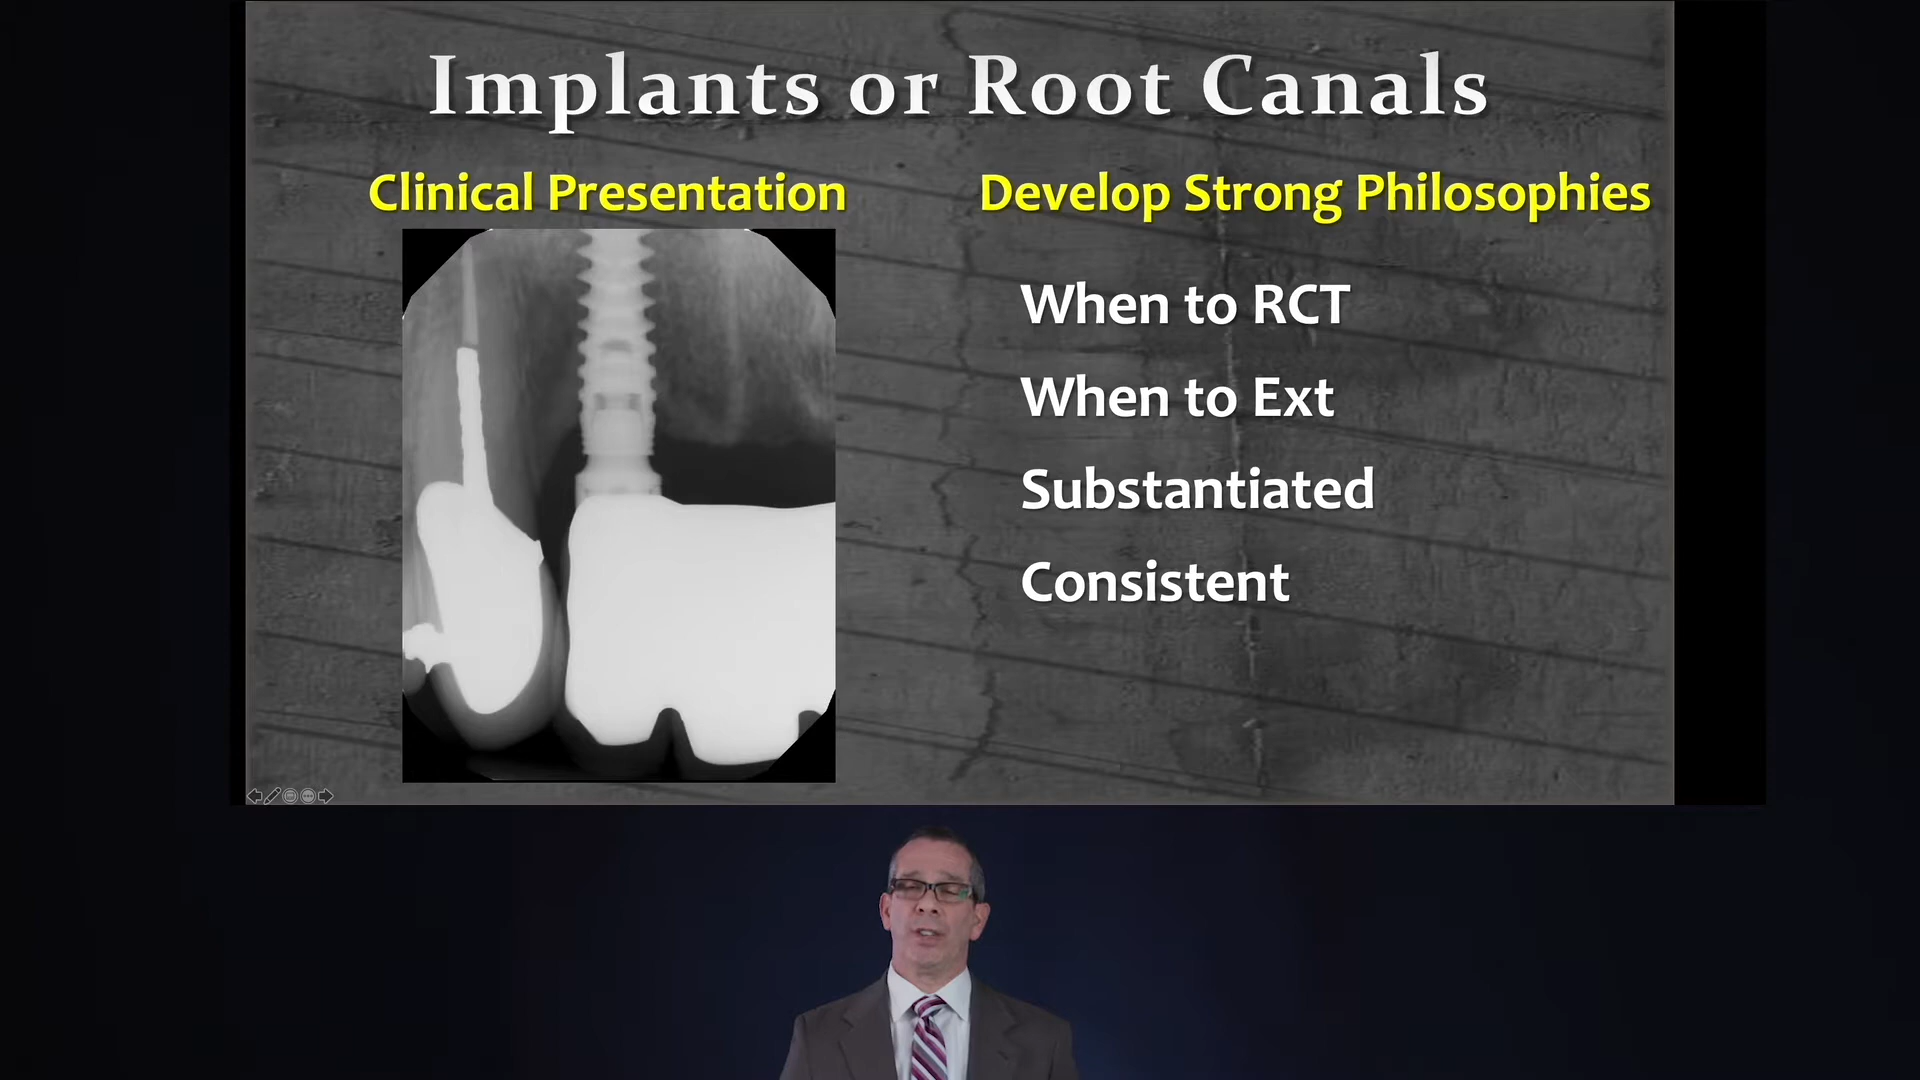 Implants or Root Canals
Clinical Presentation
Develop Strong Philosophies
When to RCT
When to Ext
Substantiated
Consistent